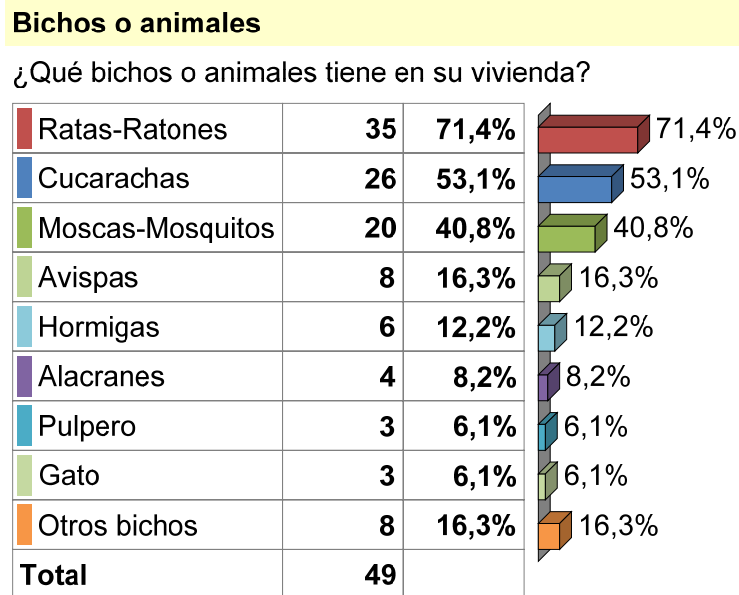 Bichos o animales
¿Qué bichos o animales tiene en su vivienda?
Ratas-Ratones 35 71,4% 71,4%
Cucarachas 26 53,1% 53,1%
Moscas-Mosquitos 20 40,8% 40,8%
Avispas 8 16,3% 16,3%
Hormigas 6 12,2% 12,2%
Alacranes 4 8,2% 8,2%
Pulpero 3 6,1% 6,1%
Gato 3 6,1% 6,1%
Otros bichos 8 16,3% 16,3%
Total 49